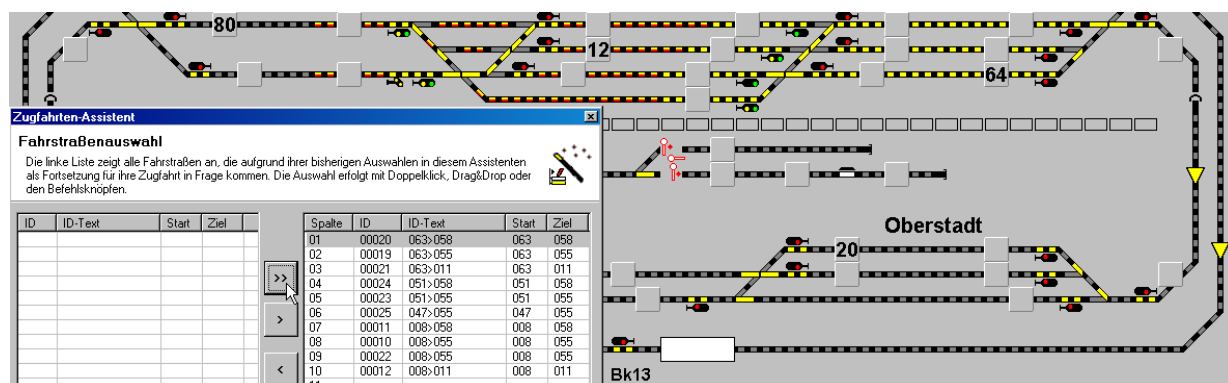 80
12
64
Zugfahrten-Assistent
Fahrstraßenauswahl
Die linke Liste zeigt alle Fahrstraßen an, die aufgrund ihrer bisherigen Auswahlen in diesem Assistenten
als Fortsetzung für ihre Zugfahrt in Frage kommen. Die Auswahl erfolgt mit Doppelklick, Drag&Drop oder
den Befehlsknöpfen.
ID ID-Text Start Ziel
Spalte ID ID-Text Start Ziel
01 00020 063>058 063 058
02 00019 063>055 063 055
03 00021 063>011 063 011
04 00024 051>058 051 058
05 00023 051>055 051 055
06 00025 047>055 047 055
07 00011 008>058 008 058
08 00010 008>055 008 055
09 00022 008>055 008 055
10 00012 008>011 008 011
11
>>
>
<
Oberstadt
20
Bk13